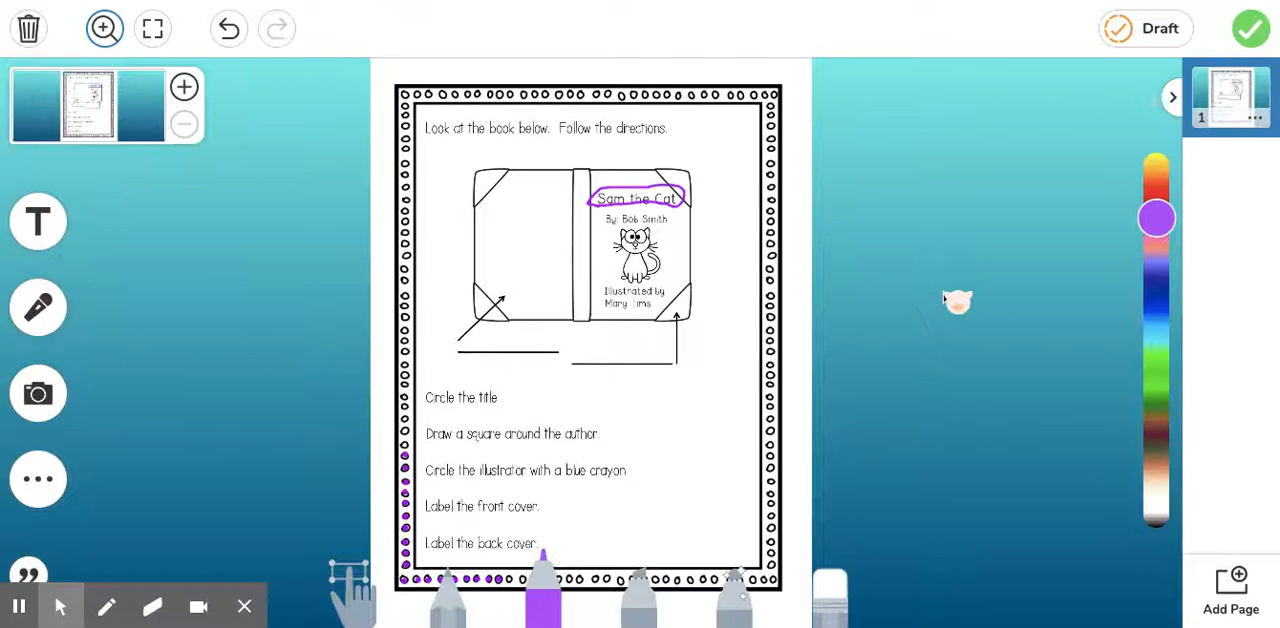 Draft
1
T
Look at the book below. Follow the directions.
Sam the Cat
By: Bob Smith
Illustrated by
Mary Tims
Circle the title
Draw a square around the author.
Circle the illustrator with a blue crayon
Label the front cover.
Label the back cover.
Add Page